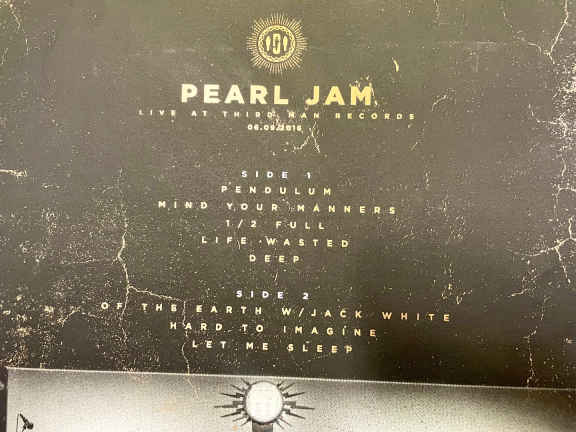 PEARL JAM
LIVE AT THIRD MAN RECORDS
06.09.2016
SIDE 1
PENDULUM
MIND YOUR MANNERS
1/2 FULL
LIFE WASTED
DEEP
SIDE 2
OF THE EARTH W/JACK WHITE
HARD TO IMAGINE
LET ME SLEEP